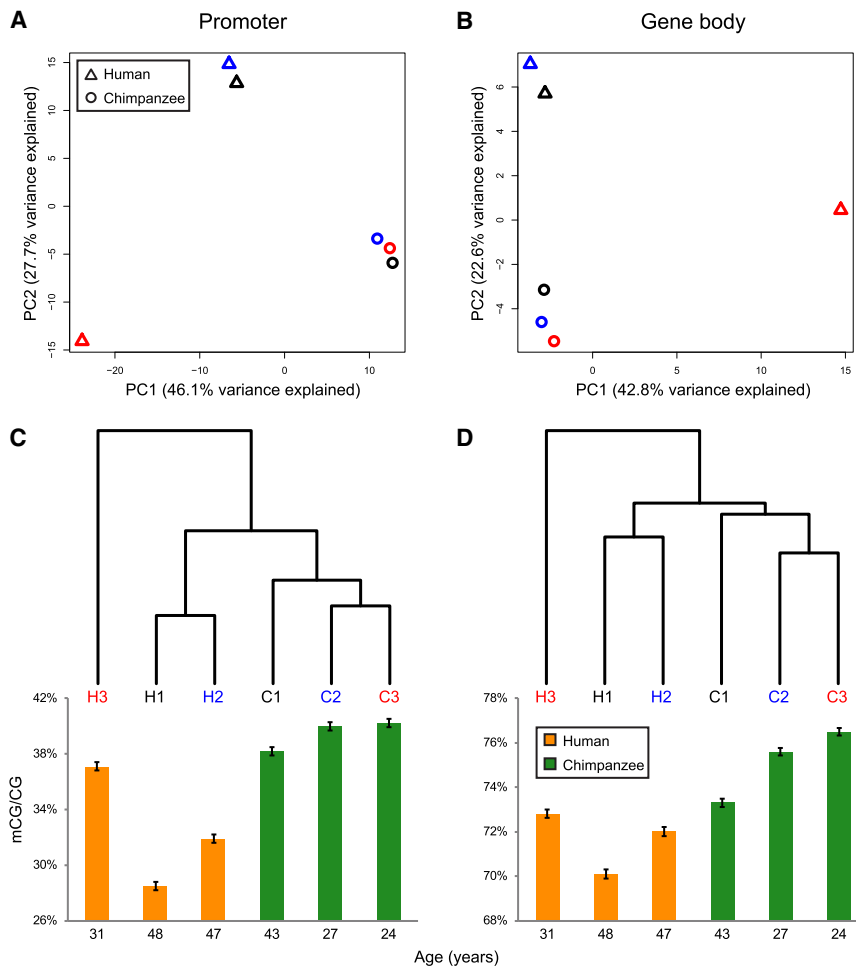 A
Promoter
B
Gene body
Human
Chimpanzee
15
10
5
0
−5
−10
−15
PC2 (27.7% variance explained)
−20
−10
0
10
PC1 (46.1% variance explained)
6
4
2
0
−2
−4
PC2 (22.6% variance explained)
0
5
10
15
PC1 (42.8% variance explained)
C
D
H3 H1 H2 C1 C2 C3
H3 H1 H2 C1 C2 C3
42%
38%
34%
30%
26%
mCG/CG
31 48 47 43 27 24
78%
76%
74%
72%
70%
68%
Human
Chimpanzee
31 48 47 43 27 24
Age (years)